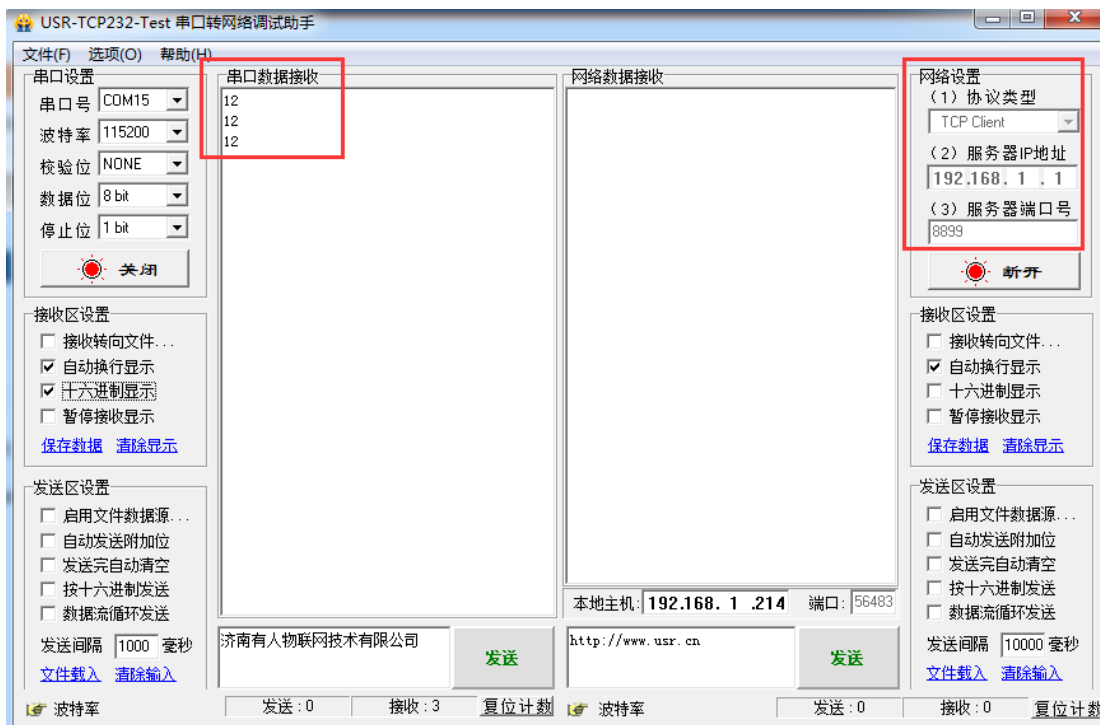 USR-TCP232-Test 串口转网络调试助手
文件(F) 选项(O) 帮助(H)
串口设置
串口号 COM15
波特率 115200
校验位 NONE
数据位 8 bit
停止位 1 bit
关闭
接收区设置
接收转向文件...
自动换行显示
十六进制显示
暂停接收显示
保存数据 清除显示
发送区设置
启用文件数据源...
自动发送附加位
发送完自动清空
按十六进制发送
数据流循环发送
发送间隔 1000 毫秒
文件载入 清除输入
串口数据接收
12
12
12
济南有人物联网技术有限公司
发送
网络数据接收
本地主机: 192.168. 1 .214 端口: 56483
http://www.usr.cn
发送
网络设置
(1) 协议类型
TCP Client
(2) 服务器IP地址
192.168. 1 . 1
(3) 服务器端口号
8899
断开
接收区设置
接收转向文件...
自动换行显示
十六进制显示
暂停接收显示
保存数据 清除显示
发送区设置
启用文件数据源...
自动发送附加位
发送完自动清空
按十六进制发送
数据流循环发送
发送间隔 10000 毫秒
文件载入 清除输入
波特率 发送:0 接收:3 复位计数 波特率 发送:0 接收:0 复位计数